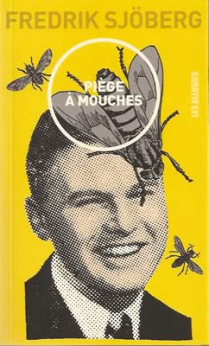 FREDRIK SJÖBERG
PIÈGE
À MOUCHES
LES ALLUSIFS